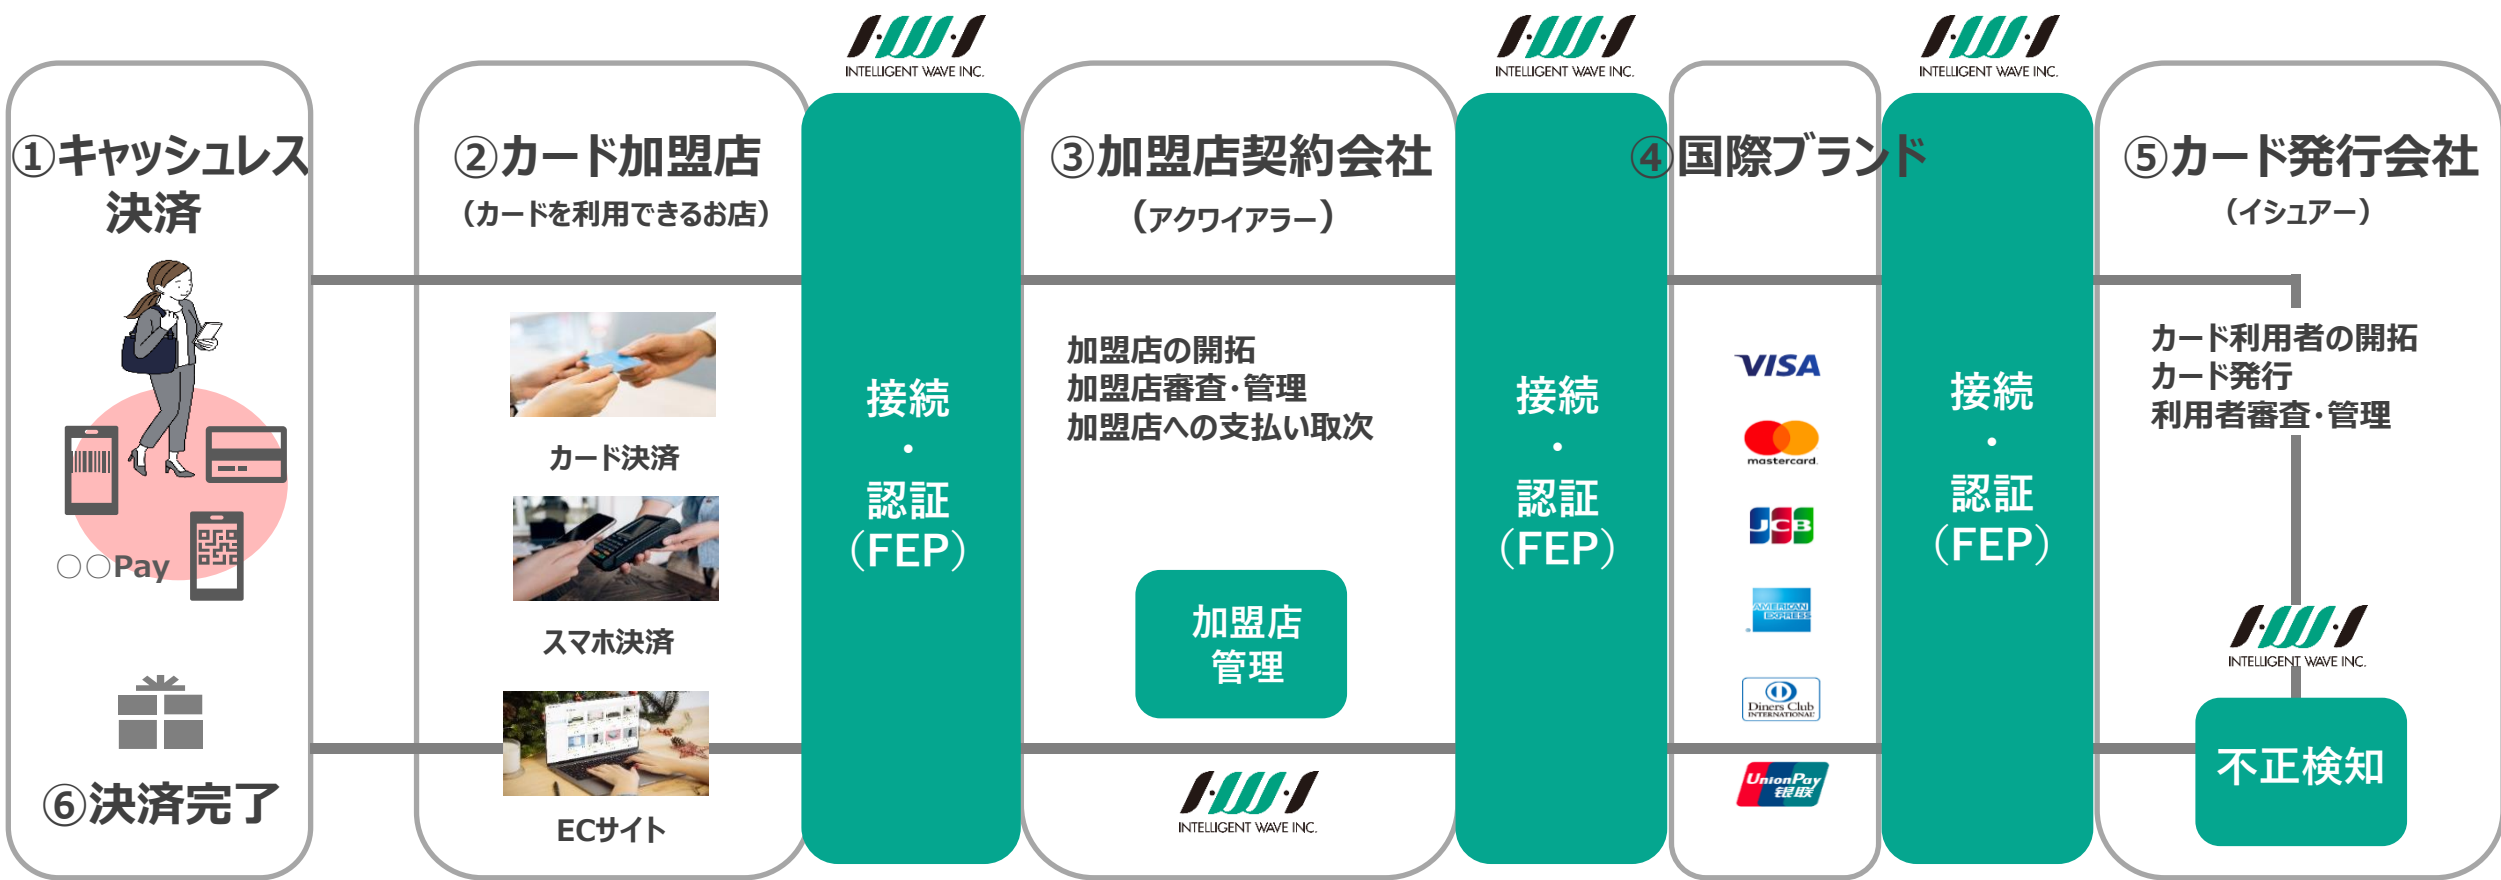 ①キャッシュレス
決済
○○Pay
⑥決済完了
②カード加盟店
（カードを利用できるお店）
カード決済
スマホ決済
ECサイト
I・W・I
INTELLIGENT WAVE INC.
接続
・
認証
（FEP）
③加盟店契約会社
（アクワイアラー）
加盟店の開拓
加盟店審査・管理
加盟店への支払い取次
加盟店
管理
I・W・I
INTELLIGENT WAVE INC.
I・W・I
INTELLIGENT WAVE INC.
接続
・
認証
（FEP）
④国際ブランド
VISA
mastercard.
JCB
AMERICAN
EXPRESS
Diners Club
INTERNATIONAL
UnionPay
银联
I・W・I
INTELLIGENT WAVE INC.
接続
・
認証
（FEP）
⑤カード発行会社
（イシュアー）
カード利用者の開拓
カード発行
利用者審査・管理
I・W・I
INTELLIGENT WAVE INC.
不正検知